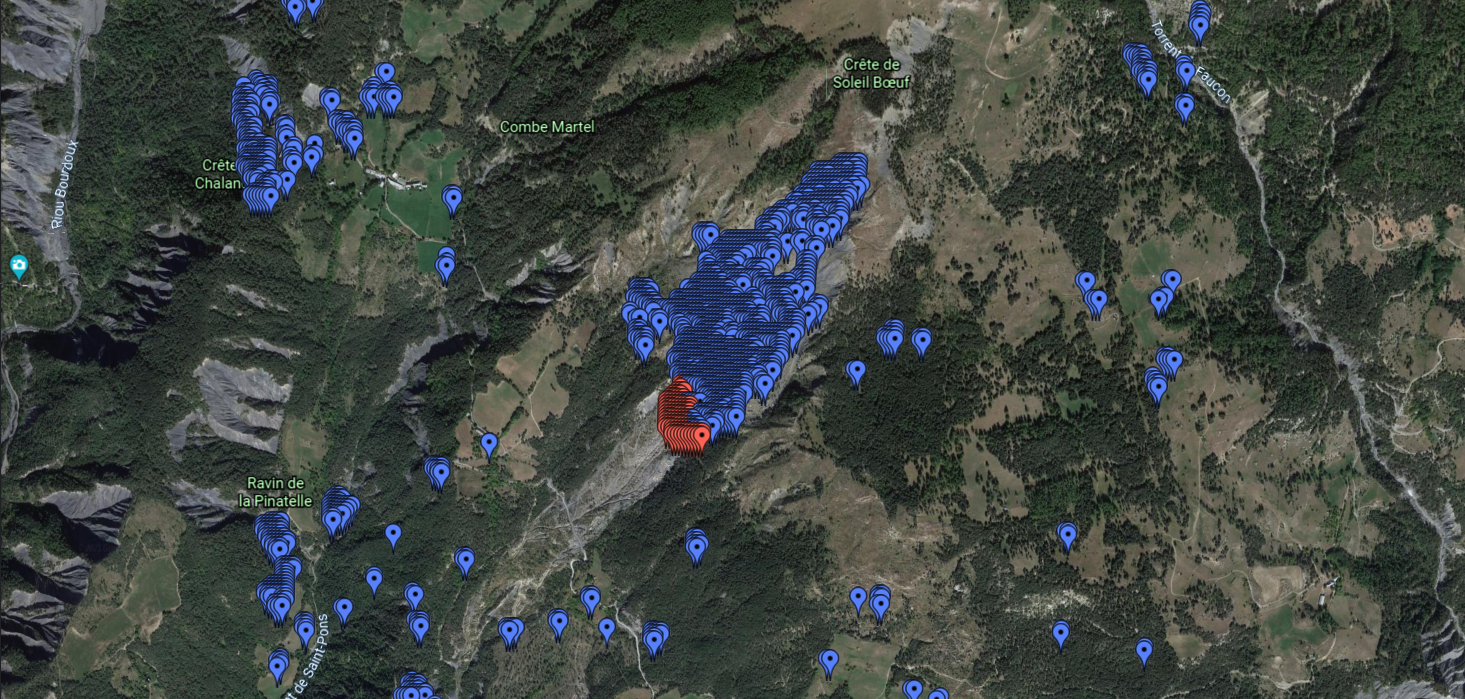 Crête de
Soleil Bœuf
Torrent
Faucon
Combe Martel
Crête
Chalan
Riou Bourdoux
Ravin de
la Pinatelle
t de Saint-Pons